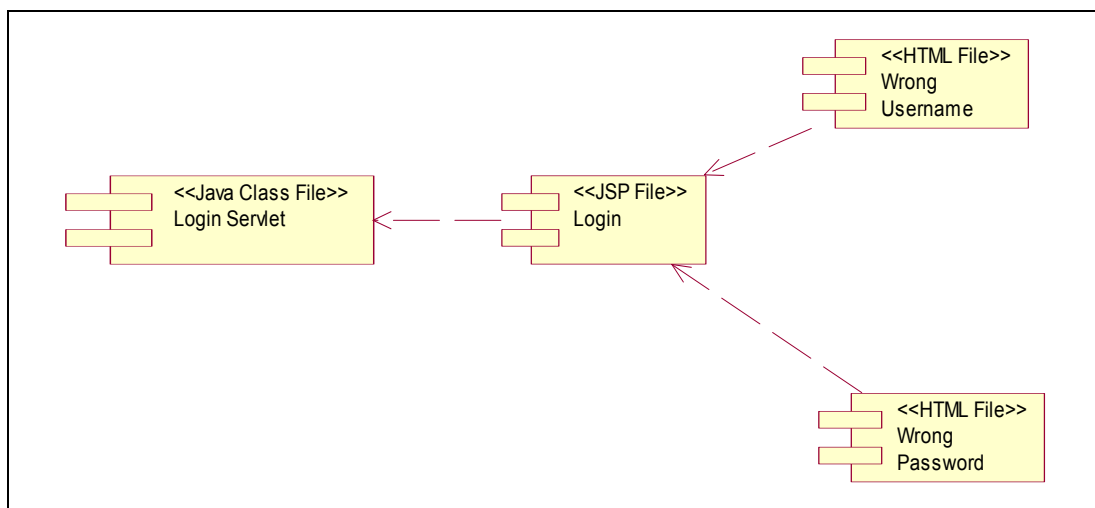 <<HTML File>>
Wrong
Username
<<Java Class File>>
Login Servlet
<<JSP File>>
Login
<<HTML File>>
Wrong
Password